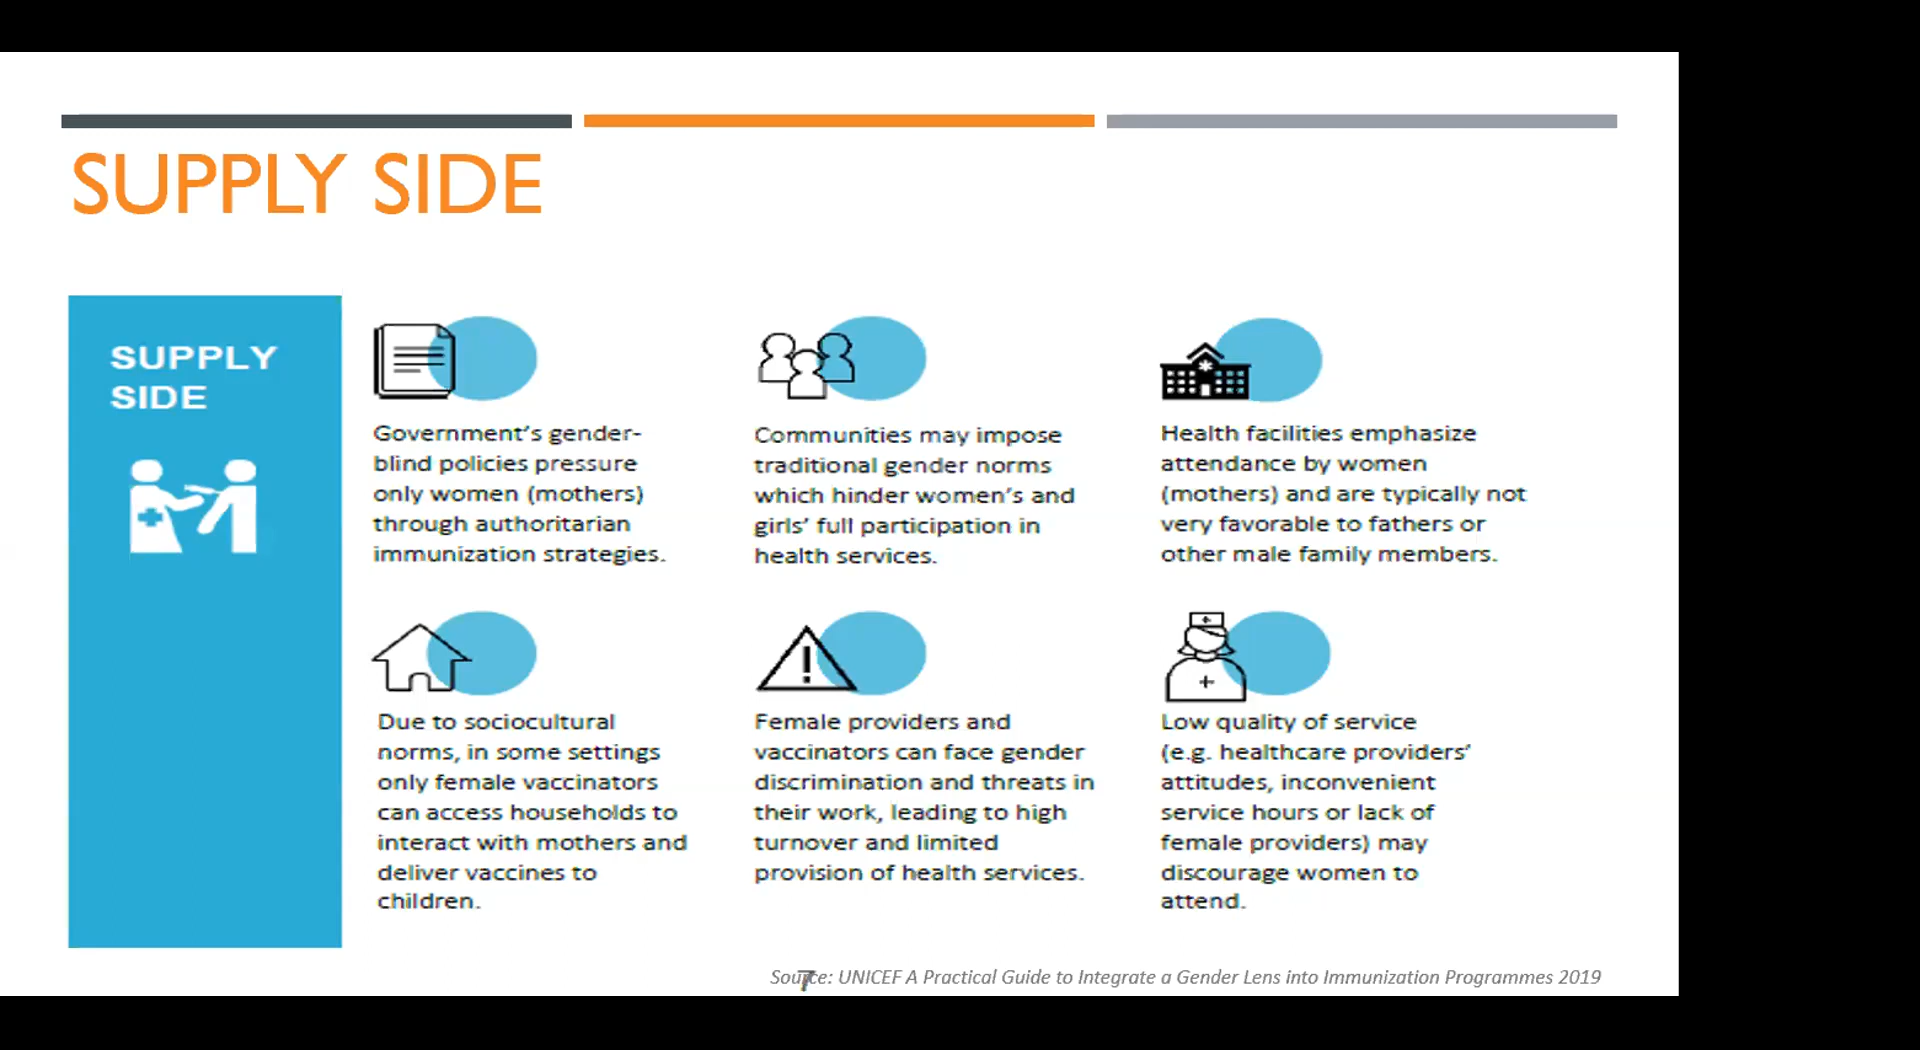 SUPPLY SIDE
SUPPLY
SIDE
Government's gender-
blind policies pressure
only women (mothers)
through authoritarian
immunization strategies.
Communities may impose
traditional gender norms
which hinder women's and
girls' full participation in
health services.
Health facilities emphasize
attendance by women
(mothers) and are typically not
very favorable to fathers or
other male family members.
Due to sociocultural
norms, in some settings
only female vaccinators
can access households to
interact with mothers and
deliver vaccines to
children.
Female providers and
vaccinators can face gender
discrimination and threats in
their work, leading to high
turnover and limited
provision of health services.
Low quality of service
(e.g. healthcare providers'
attitudes, inconvenient
service hours or lack of
female providers) may
discourage women to
attend.
Source: UNICEF A Practical Guide to Integrate a Gender Lens into Immunization Programmes 2019
7